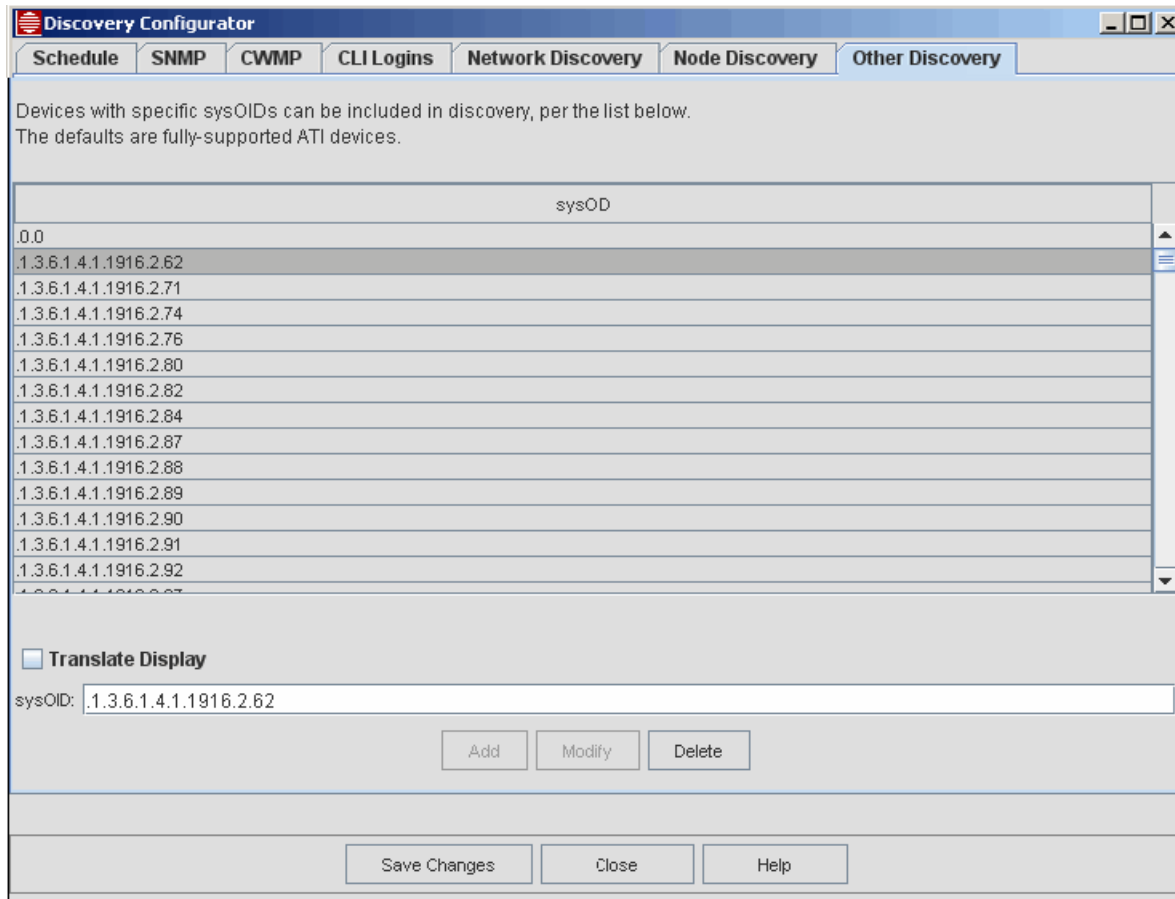 Discovery Configurator
Schedule SNMP CWMP CLI Logins Network Discovery Node Discovery Other Discovery
Devices with specific sysOIDs can be included in discovery, per the list below.
The defaults are fully-supported ATI devices.
sysOD
.0.0
.1.3.6.1.4.1.1916.2.62
.1.3.6.1.4.1.1916.2.71
.1.3.6.1.4.1.1916.2.74
.1.3.6.1.4.1.1916.2.76
.1.3.6.1.4.1.1916.2.80
.1.3.6.1.4.1.1916.2.82
.1.3.6.1.4.1.1916.2.84
.1.3.6.1.4.1.1916.2.87
.1.3.6.1.4.1.1916.2.88
.1.3.6.1.4.1.1916.2.89
.1.3.6.1.4.1.1916.2.90
.1.3.6.1.4.1.1916.2.91
.1.3.6.1.4.1.1916.2.92
Translate Display
sysOID: .1.3.6.1.4.1.1916.2.62
Add Modify Delete
Save Changes Close Help